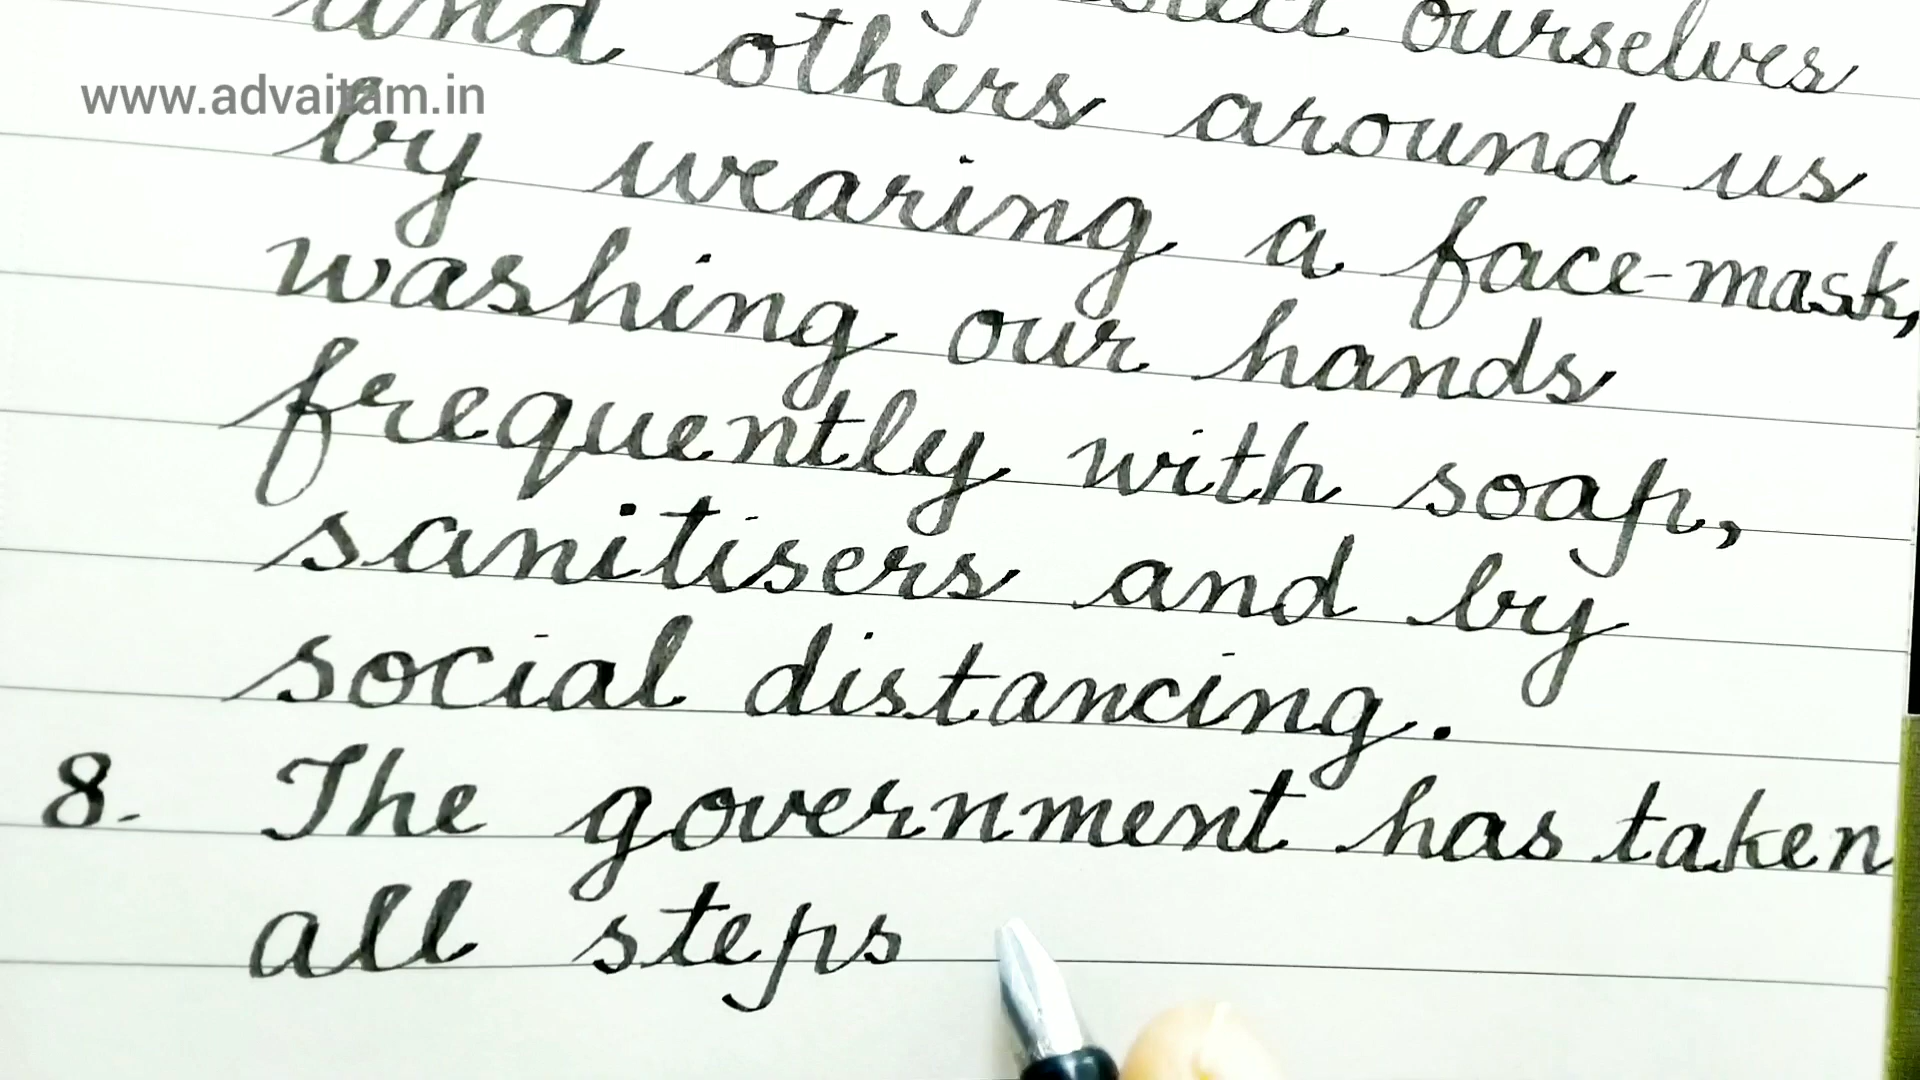 ourselves
www.advaitam.in
and others around us
by wearing a face-mask,
washing our hands
frequently with soap,
sanitisers and by
social distancing.
8. The government has taken
all steps